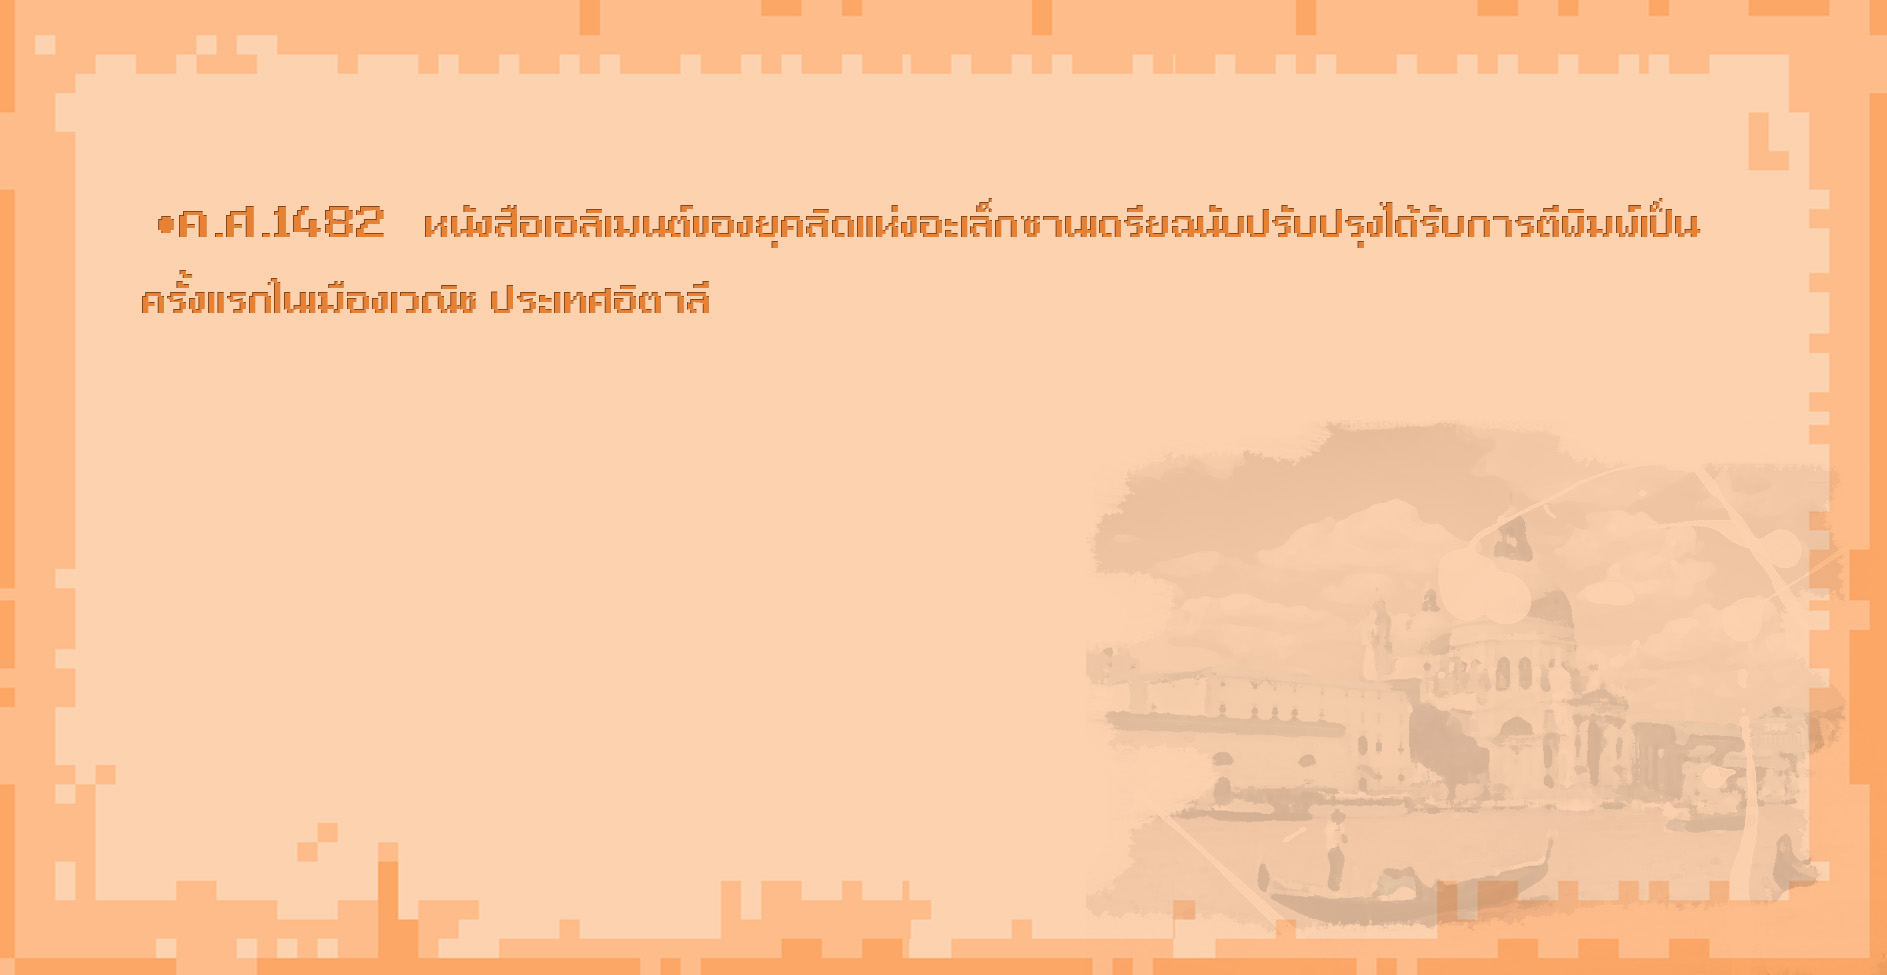 •ค.ศ.1482 หนังสือเอลิเมนต์ของยุคลิดแห่งอะเล็กซานเดรียฉบับปรับปรุงได้รับการตีพิมพ์เป็น
ครั้งแรกในเมืองเวณิช ประเทศอิตาลี